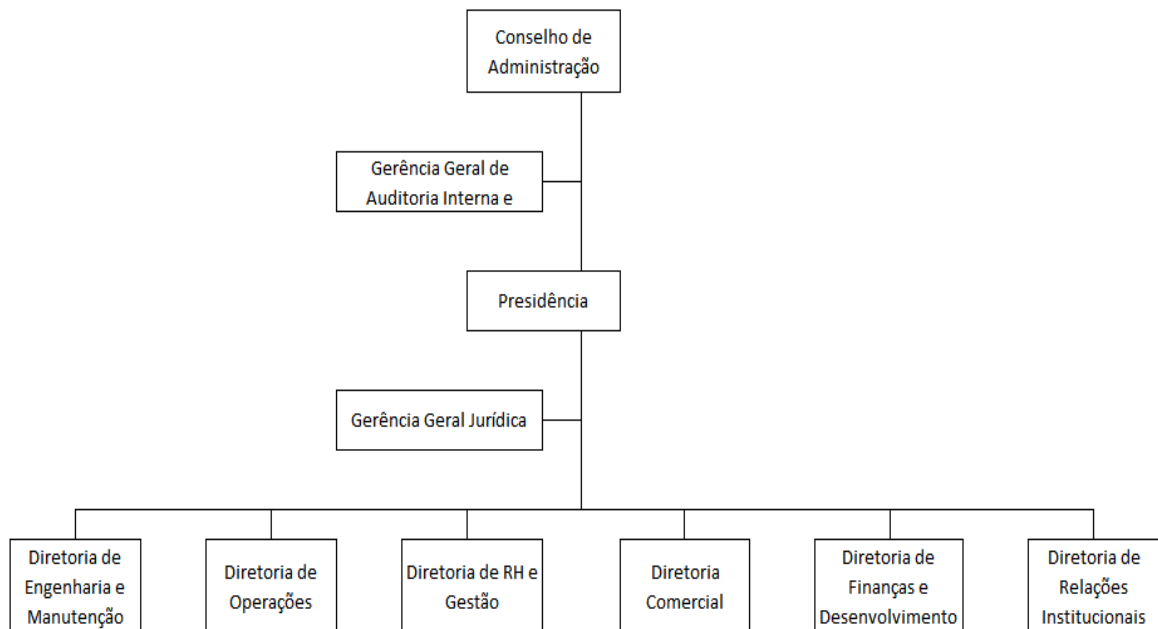 Conselho de
Administração
Gerência Geral de
Auditoria Interna e
Presidência
Gerência Geral Jurídica
Diretoria de
Engenharia e
Manutenção
Diretoria de
Operações
Diretoria de RH e
Gestão
Diretoria
Comercial
Diretoria de
Finanças e
Desenvolvimento
Diretoria de
Relações
Institucionais